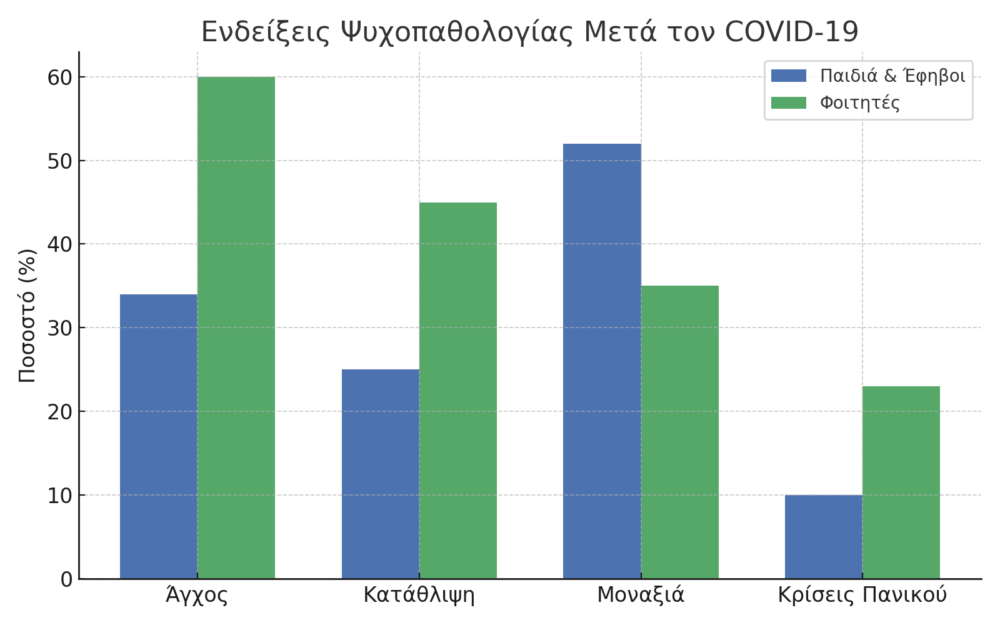 Ενδείξεις Ψυχοπαθολογίας Μετά τον COVID-19
Παιδιά & Έφηβοι
Φοιτητές
Ποσοστό (%)
60
50
40
30
20
10
0
Άγχος
Κατάθλιψη
Μοναξιά
Κρίσεις Πανικού